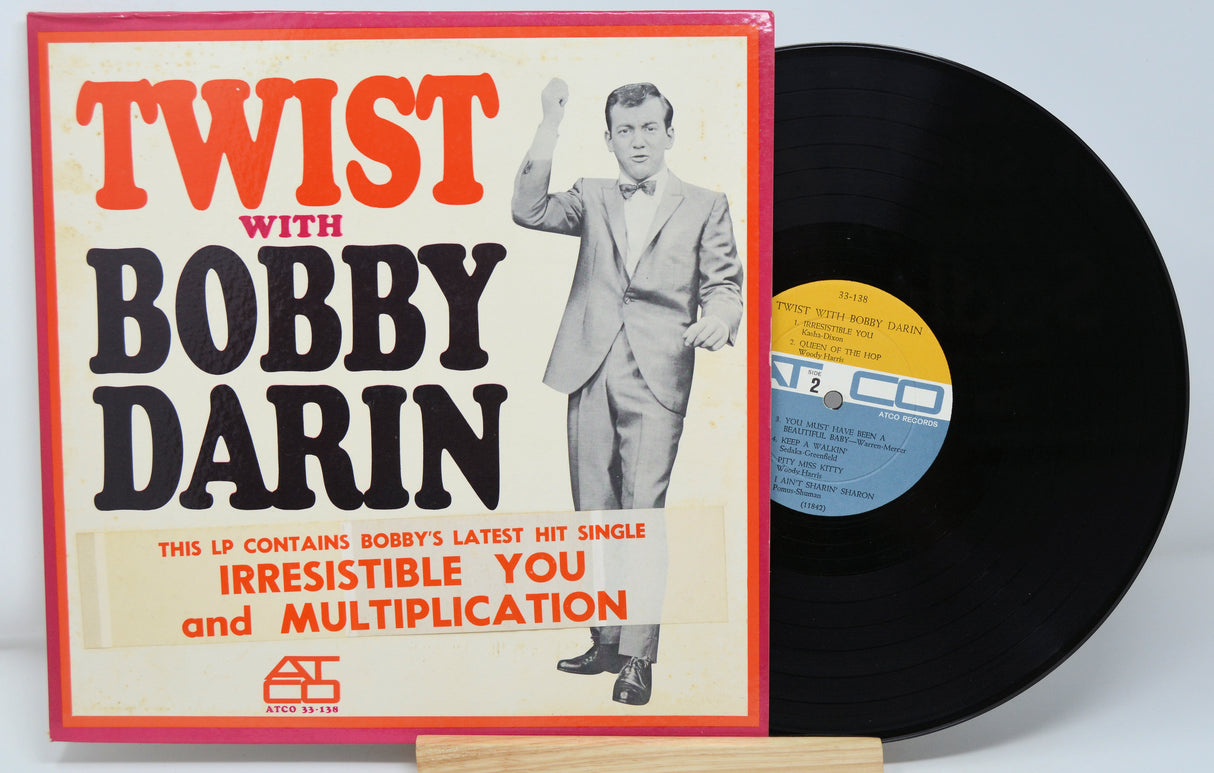 TWIST
WITH
BOBBY
DARIN
THIS LP CONTAINS BOBBY'S LATEST HIT SINGLE
IRRESISTIBLE YOU
and MULTIPLICATION
ATCO
ATCO 33-138
33-138
TWIST WITH BOBBY DARIN
1. IRRESISTIBLE YOU
Kasha-Dixon
2. QUEEN OF THE HOP
Woody Harris
SIDE
2
ATCO
ATCO RECORDS
3. YOU MUST HAVE BEEN A
BEAUTIFUL BABY—Warren-Mercer
4. KEEP A WALKIN'
Sedaka-Greenfield
PITY MISS KITTY
Woody Harris
I AIN'T SHARIN' SHARON
Pomus-Shuman
(11842)